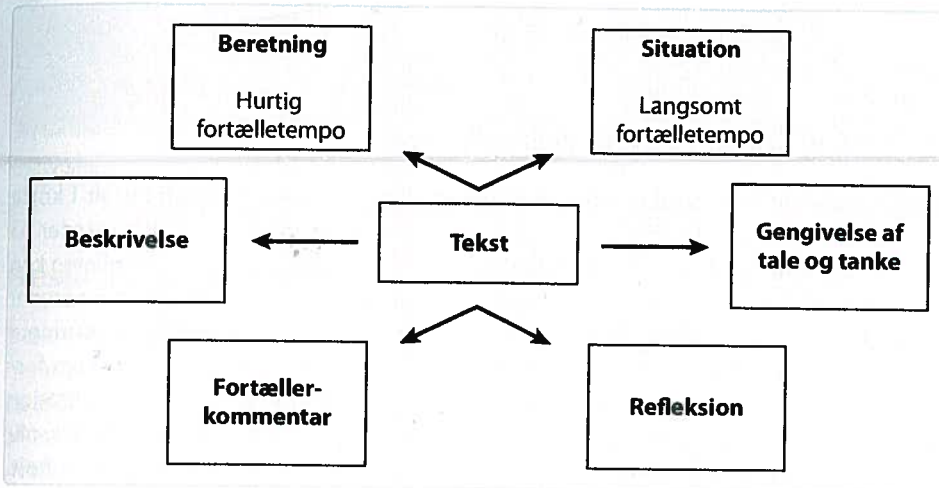 Beretning
Hurtig
fortælletempo
Situation
Langsomt
fortælletempo
Beskrivelse
Tekst
Gengivelse af
tale og tanke
Fortæller-
kommentar
Refleksion